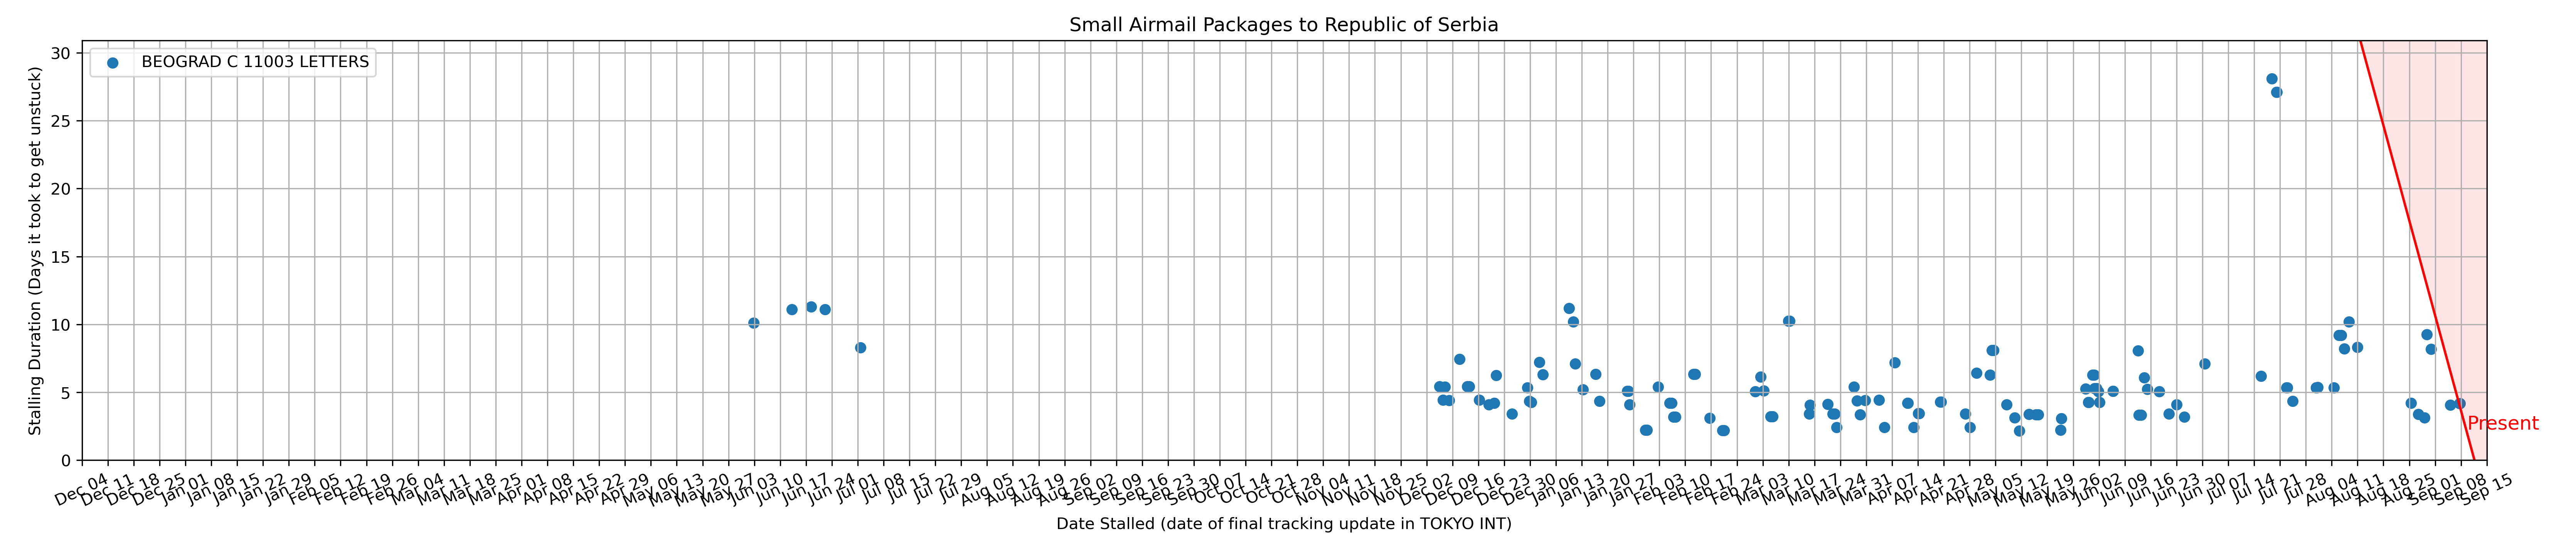 Small Airmail Packages to Republic of Serbia
BEOGRAD C 11003 LETTERS
Stalling Duration (Days it took to get unstuck)
30
25
20
15
10
5
0
Present
Dec 04 Dec 11 Dec 18 Dec 25 Jan 01 Jan 08 Jan 15 Jan 22 Jan 29 Feb 05 Feb 12 Feb 19 Feb 26 Mar 04 Mar 11 Mar 18 Mar 25 Apr 01 Apr 08 Apr 15 Apr 22 Apr 29 May 06 May 13 May 20 May 27 Jun 03 Jun 10 Jun 17 Jun 24 Jul 01 Jul 08 Jul 15 Jul 22 Jul 29 Aug 05 Aug 12 Aug 19 Aug 26 Sep 02 Sep 09 Sep 16 Sep 23 Sep 30 Oct 07 Oct 14 Oct 21 Oct 28 Nov 04 Nov 11 Nov 18 Nov 25 Dec 02 Dec 09 Dec 16 Dec 23 Dec 30 Jan 06 Jan 13 Jan 20 Jan 27 Feb 03 Feb 10 Feb 17 Feb 24 Mar 03 Mar 10 Mar 17 Mar 24 Mar 31 Apr 07 Apr 14 Apr 21 Apr 28 May 05 May 12 May 19 May 26 Jun 02 Jun 09 Jun 16 Jun 23 Jun 30 Jul 07 Jul 14 Jul 21 Jul 28 Aug 04 Aug 11 Aug 18 Aug 25 Sep 01 Sep 08 Sep 15
Date Stalled (date of final tracking update in TOKYO INT)